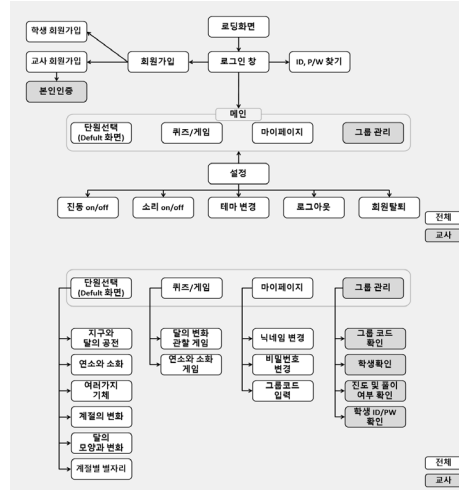 로딩화면
학생 회원가입
교사 회원가입
회원가입
로그인 창
ID, P/W 찾기
본인인증
메인
단원선택
(Defult 화면)
퀴즈/게임
마이페이지
그룹 관리
설정
진동 on/off
소리 on/off
테마 변경
로그아웃
회원탈퇴
전체
교사
단원선택
(Defult 화면)
퀴즈/게임
마이페이지
그룹 관리
지구와
달의 공전
달의 변화
관찰 게임
닉네임 변경
그룹 코드
확인
연소와 소화
연소와 소화
게임
비밀번호
변경
학생확인
여러가지
기체
그룹코드
입력
진도 및 풀이
여부 확인
계절의 변화
학생 ID/PW
확인
달의
모양과 변화
계절별 별자리
전체
교사